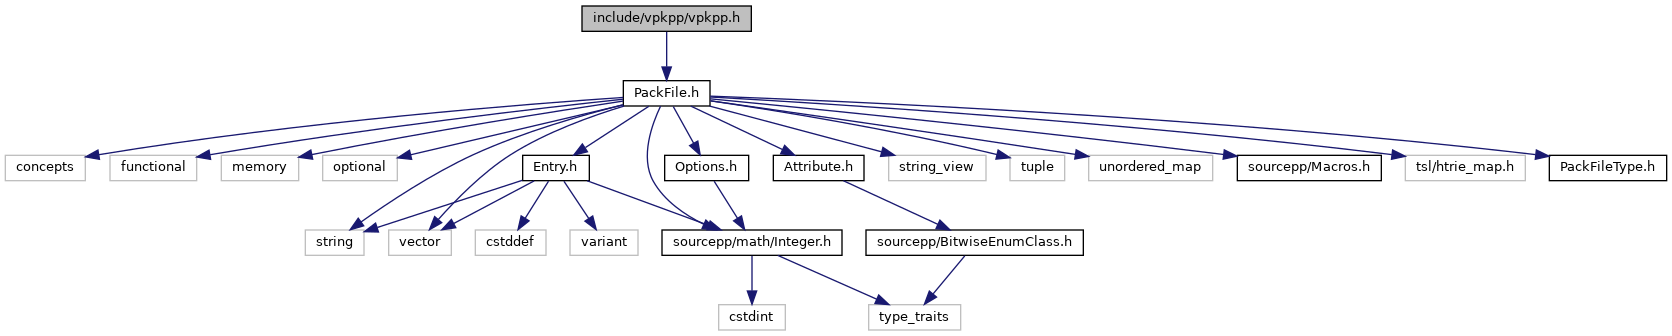 include/vpkpp/vpkpp.h
PackFile.h
concepts
functional
memory
optional
Entry.h
Options.h
Attribute.h
string_view
tuple
unordered_map
sourcepp/Macros.h
tsl/htrie_map.h
PackFileType.h
string
vector
cstddef
variant
sourcepp/math/Integer.h
sourcepp/BitwiseEnumClass.h
cstdint
type_traits